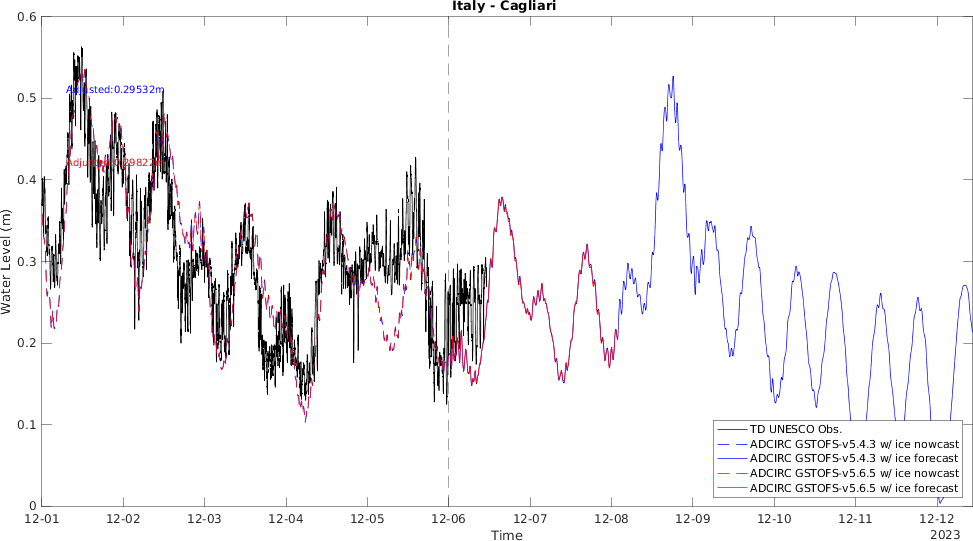 Italy - Cagliari
0.6
0.5
0.4
0.3
0.2
0.1
0
Water Level (m)
Adjusted:0.29532m
TD UNESCO Obs.
ADCIRC GSTOFS-v5.4.3 w/ ice nowcast
ADCIRC GSTOFS-v5.4.3 w/ ice forecast
ADCIRC GSTOFS-v5.6.5 w/ ice nowcast
ADCIRC GSTOFS-v5.6.5 w/ ice forecast
12-01 12-02 12-03 12-04 12-05 12-06 12-07 12-08 12-09 12-10 12-11 12-12
Time
2023